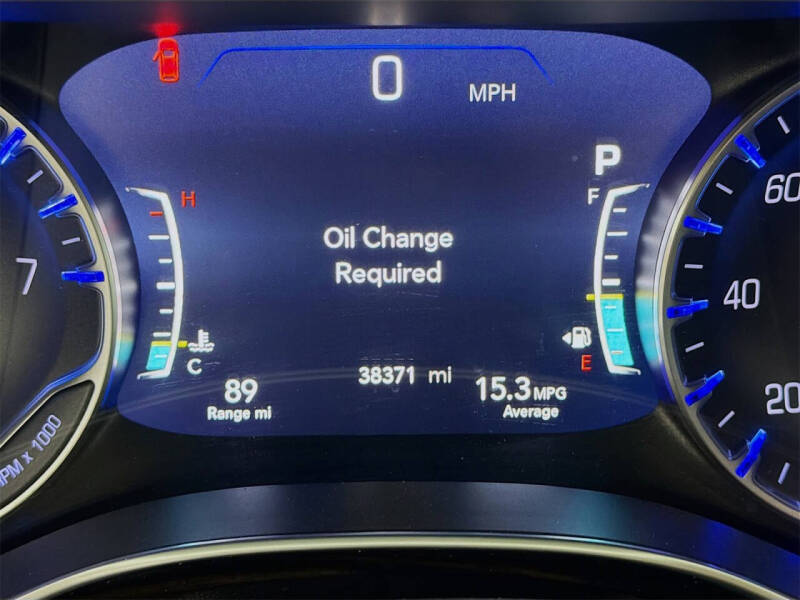 0
MPH
P
H
F
Oil Change
Required
7
60
40
20
C
E
89
Range mi
38371 mi
15.3 MPG
Average
RPM x 1000